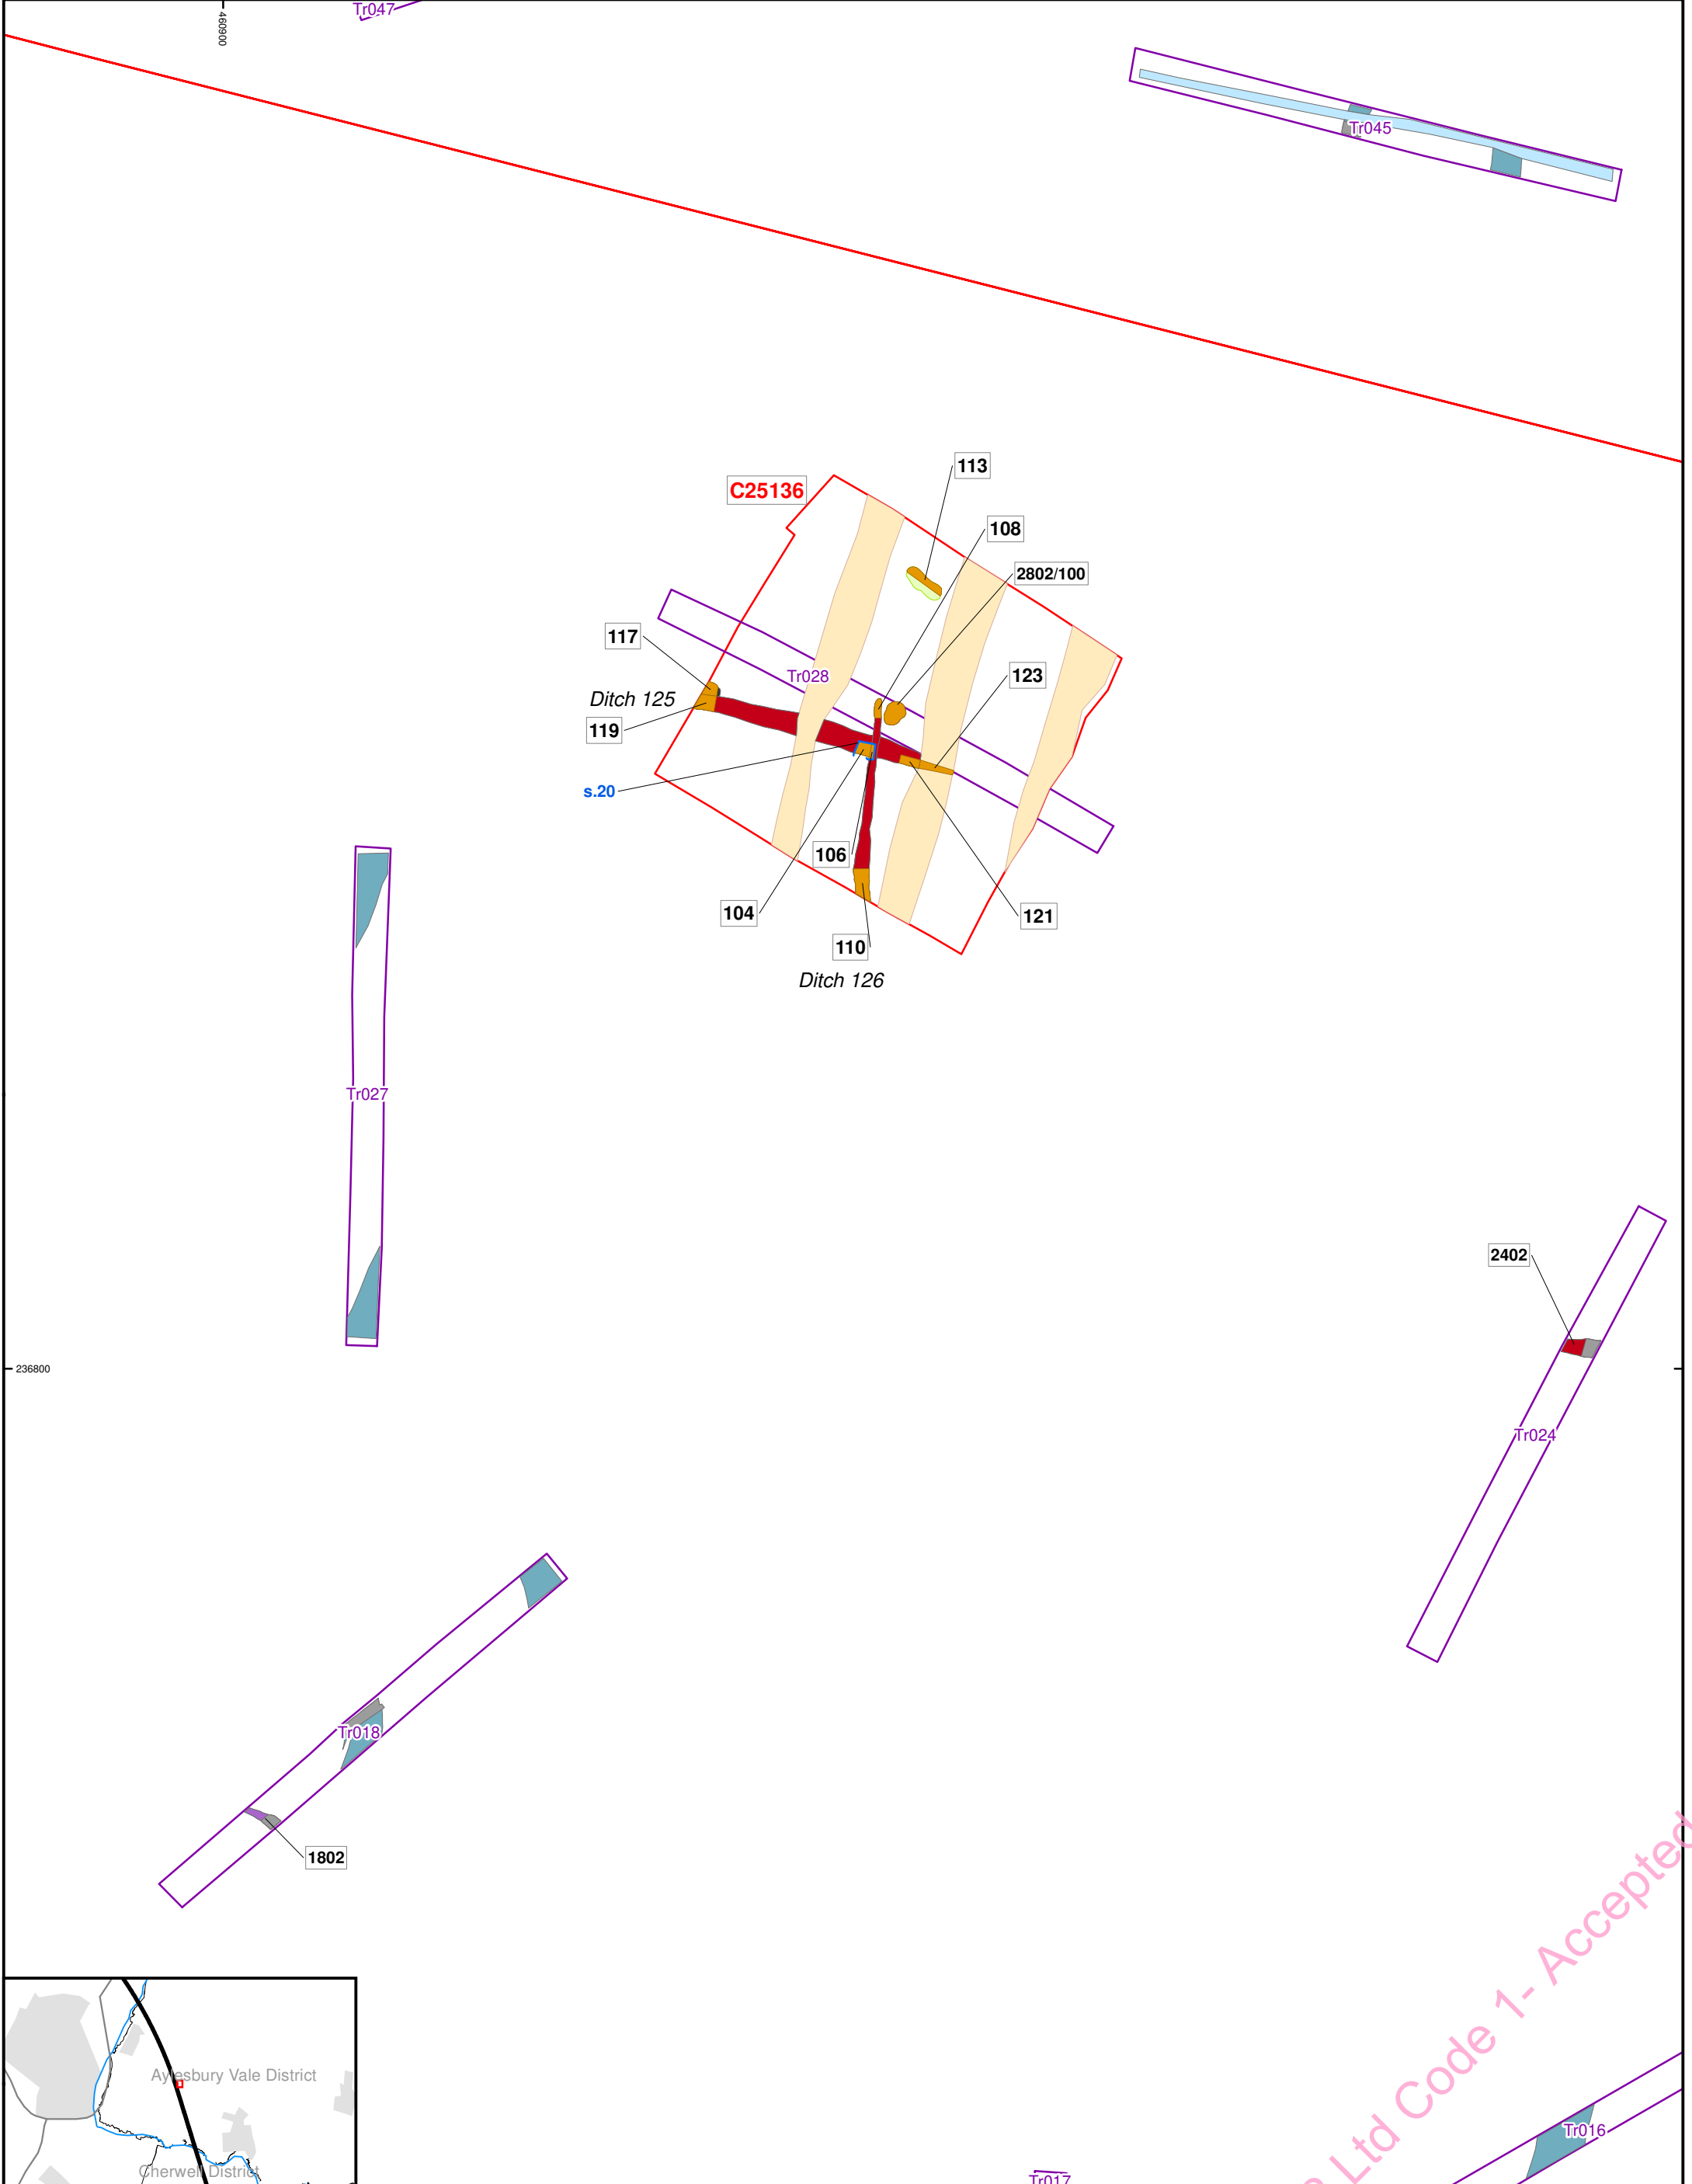 Tr047
460900
Tr045
113
C25136
108
2802/100
117
Tr028
123
Ditch 125
119
s.20
106
104
121
110
Ditch 126
Tr027
2402
236800
Tr024
Tr018
1802
Ltd Code 1- Accepted
Aylesbury Vale District
Tr016
Cherwell District
Tr017